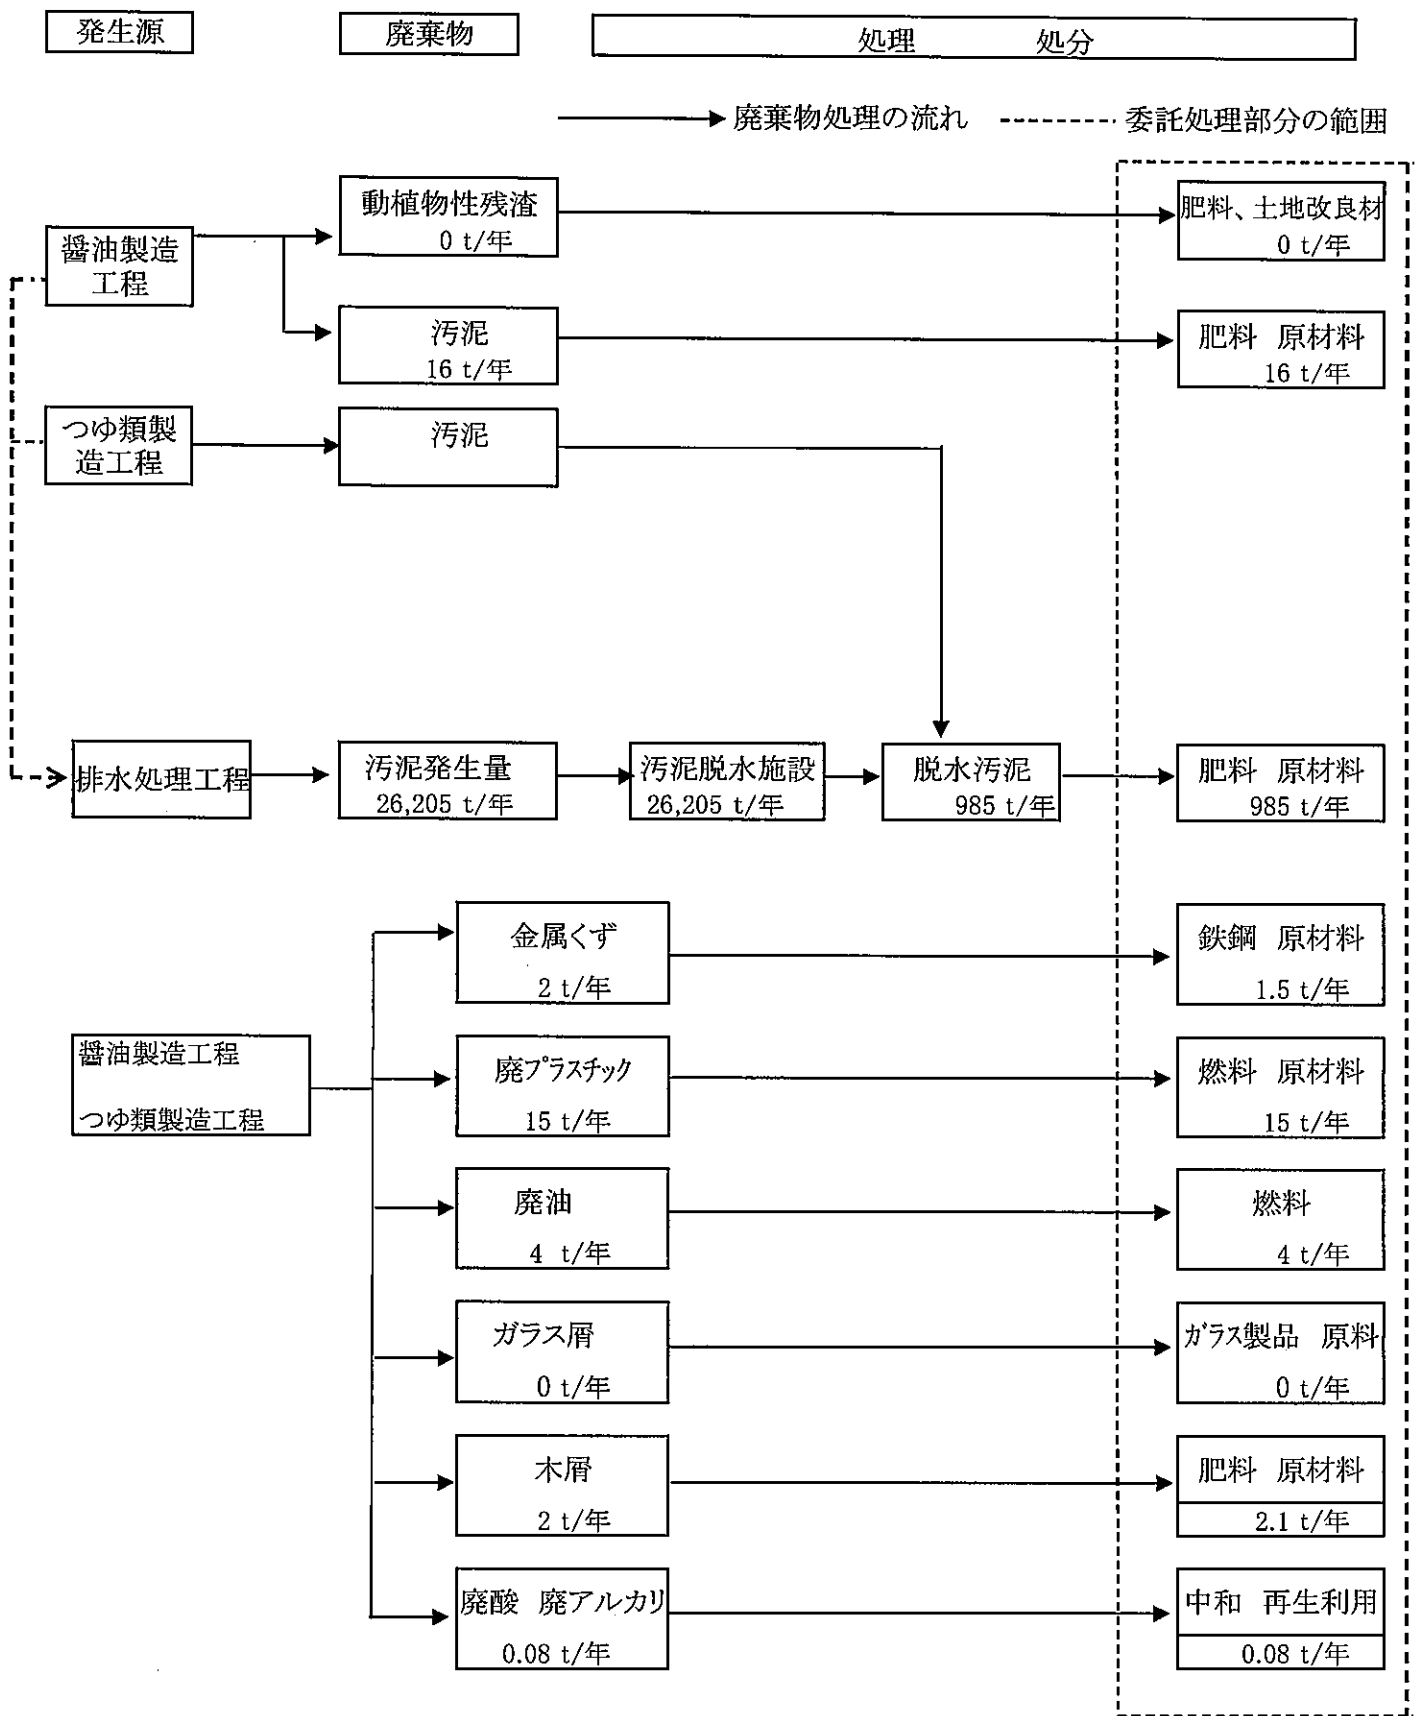 発生源
廃棄物
処理 処分
廃棄物処理の流れ
委託処理部分の範囲
醤油製造
工程
動植物性残渣
0 t/年
肥料、土地改良材
0 t/年
汚泥
16 t/年
肥料 原材料
16 t/年
つゆ類製
造工程
汚泥
排水処理工程
汚泥発生量
26,205 t/年
汚泥脱水施設
26,205 t/年
脱水汚泥
985 t/年
肥料 原材料
985 t/年
醤油製造工程
つゆ類製造工程
金属くず
2 t/年
鉄鋼 原材料
1.5 t/年
廃プラスチック
15 t/年
燃料 原材料
15 t/年
廃油
4 t/年
燃料
4 t/年
ガラス屑
0 t/年
ガラス製品 原料
0 t/年
木屑
2 t/年
肥料 原材料
2.1 t/年
廃酸 廃アルカリ
0.08 t/年
中和 再生利用
0.08 t/年